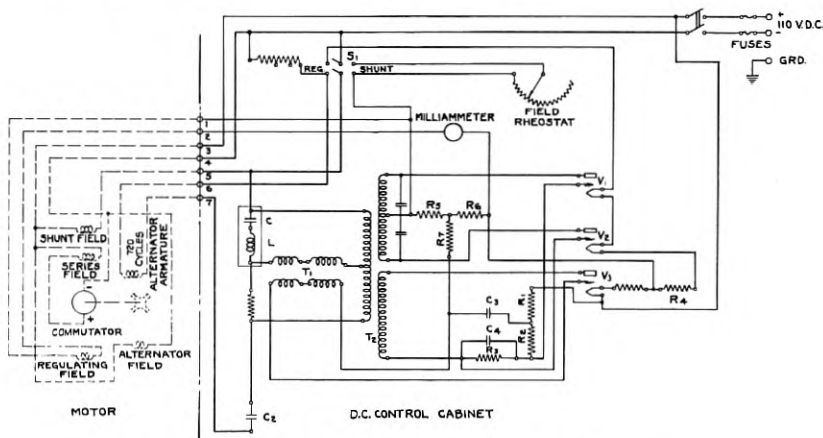 +
110 V.D.C.
-
FUSES
GRD.
S1
REG.
SHUNT
MILLIAMMETER
FIELD
RHEOSTAT
1
2
3
4
5
6
7
C
L
T1
R5
R6
R7
V1
V2
V3
R4
C3
C4
R3
R1
R2
T2
C2
SHUNT FIELD
SERIES
FIELD
720
CYCLES
ALTERNATOR
ARMATURE
-
+
COMMUTATOR
REGULATING
FIELD
ALTERNATOR
FIELD
MOTOR
D.C. CONTROL CABINET